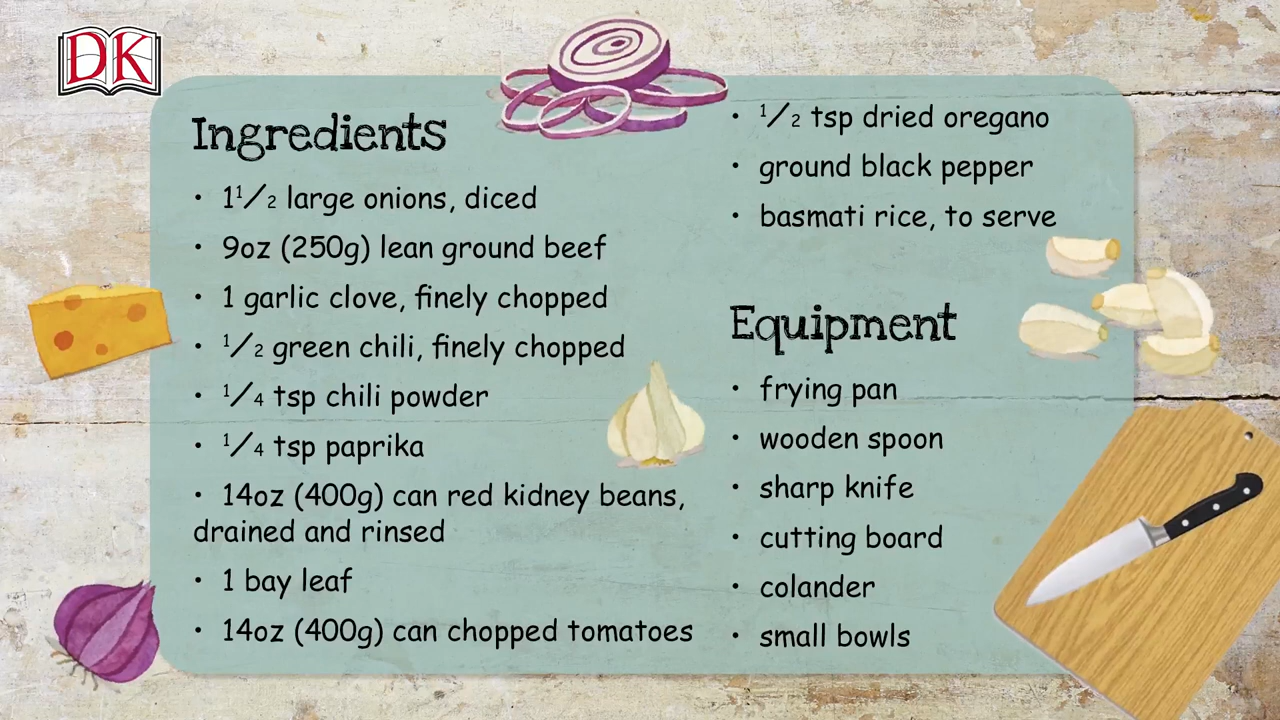 DK
Ingredients
• 1 1/2 large onions, diced
• 9oz (250g) lean ground beef
• 1 garlic clove, finely chopped
• 1/2 green chili, finely chopped
• 1/4 tsp chili powder
• 1/4 tsp paprika
• 14oz (400g) can red kidney beans,
drained and rinsed
• 1 bay leaf
• 14oz (400g) can chopped tomatoes
• 1/2 tsp dried oregano
• ground black pepper
• basmati rice, to serve
Equipment
• frying pan
• wooden spoon
• sharp knife
• cutting board
• colander
• small bowls